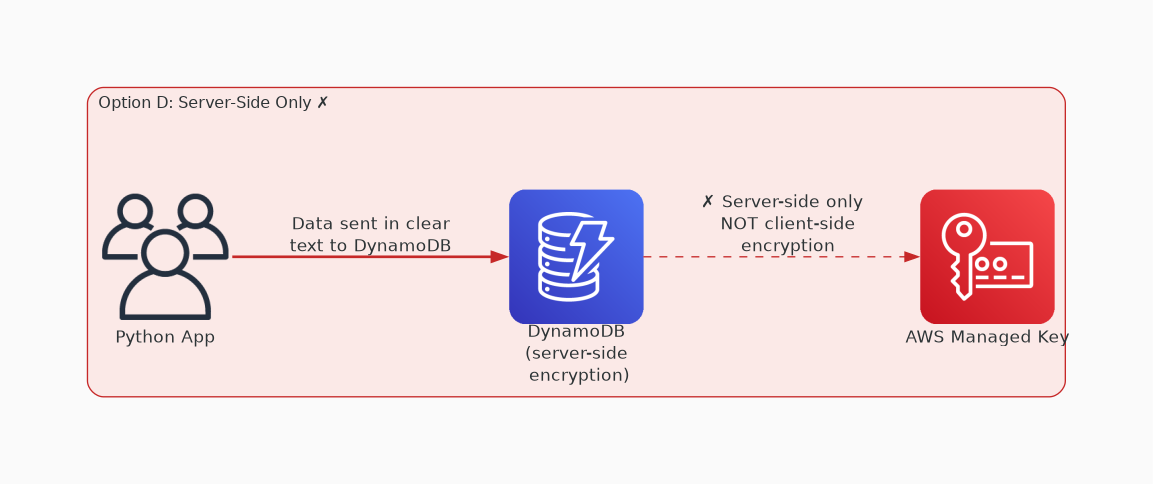 Option D: Server-Side Only ✗
Data sent in clear
text to DynamoDB
✗ Server-side only
NOT client-side
encryption
Python App
DynamoDB
(server-side
encryption)
AWS Managed Key